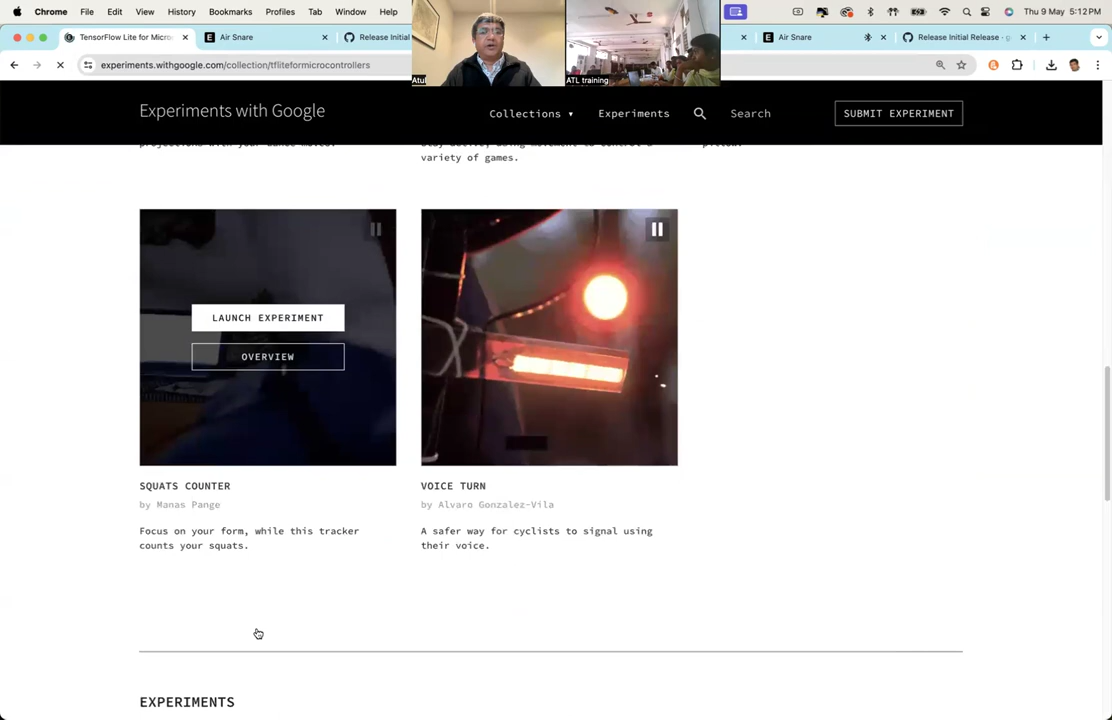 Chrome File Edit View History Bookmarks Profiles Tab Window Help
Thu 9 May 5:12 PM
TensorFlow Lite for Micro
Air Snare
Release Initial
Air Snare
Release Initial Release - g
experiments.withgoogle.com/collection/tfliteformicrocontrollers
Atul
ATL training
Experiments with Google
Collections ▾
Experiments
Search
SUBMIT EXPERIMENT
variety of games.
LAUNCH EXPERIMENT
OVERVIEW
SQUATS COUNTER
by Manas Pange
Focus on your form, while this tracker
counts your squats.
VOICE TURN
by Alvaro Gonzalez-Vila
A safer way for cyclists to signal using
their voice.
EXPERIMENTS